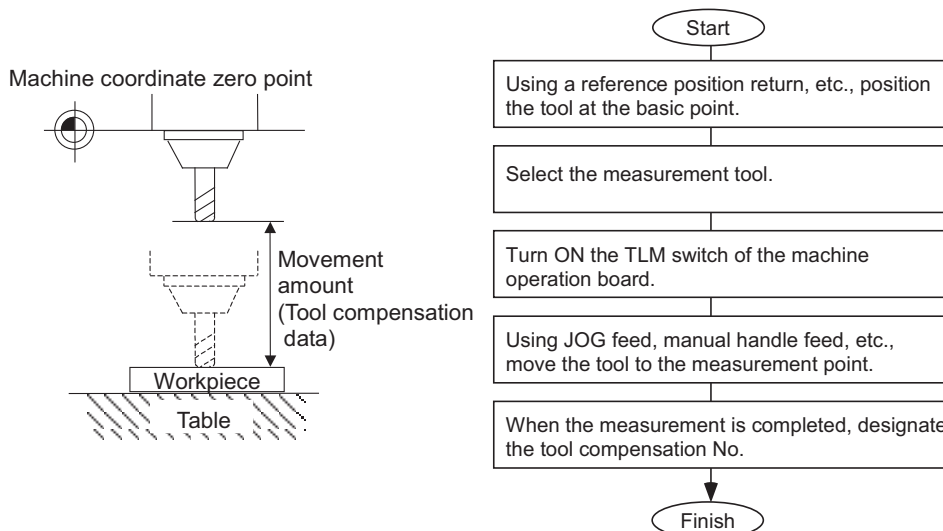 Machine coordinate zero point
Movement
amount
(Tool compensation
data)
Workpiece
Table
Start
Using a reference position return, etc., position
the tool at the basic point.
Select the measurement tool.
Turn ON the TLM switch of the machine
operation board.
Using JOG feed, manual handle feed, etc.,
move the tool to the measurement point.
When the measurement is completed, designate
the tool compensation No.
Finish